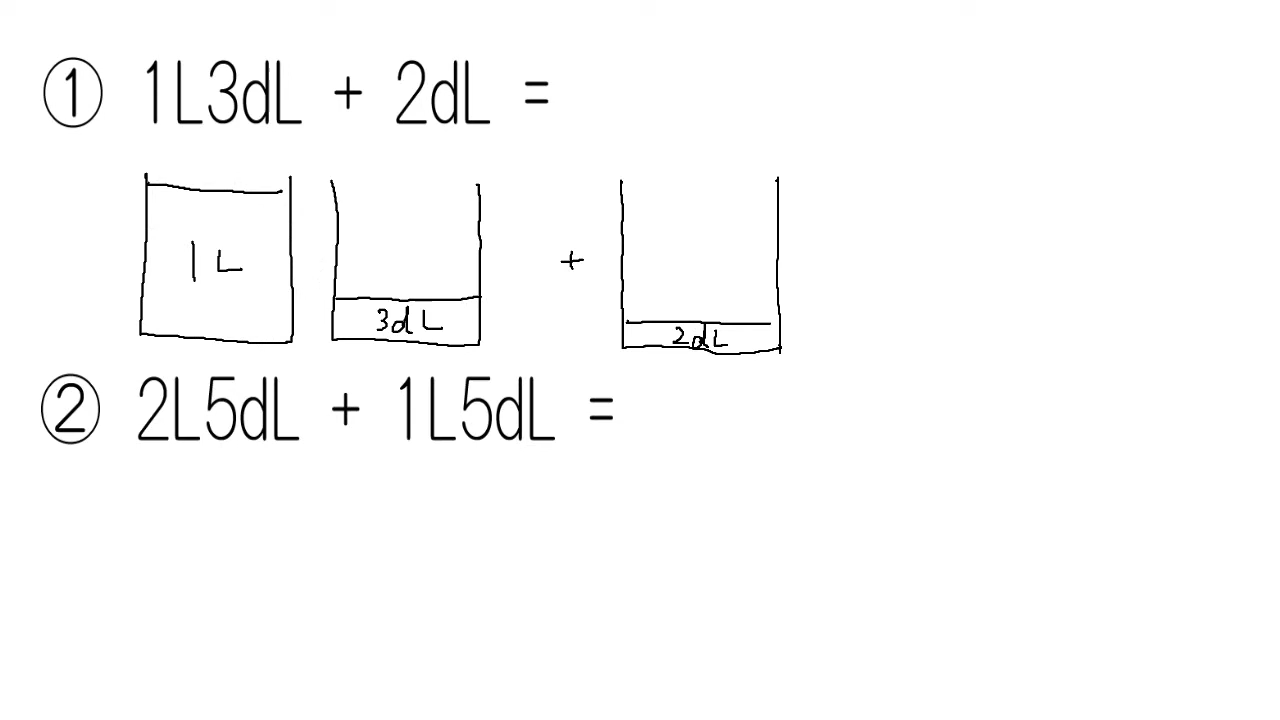 ① 1L3dL + 2dL =
1L 3dL + 2dL
② 2L5dL + 1L5dL =